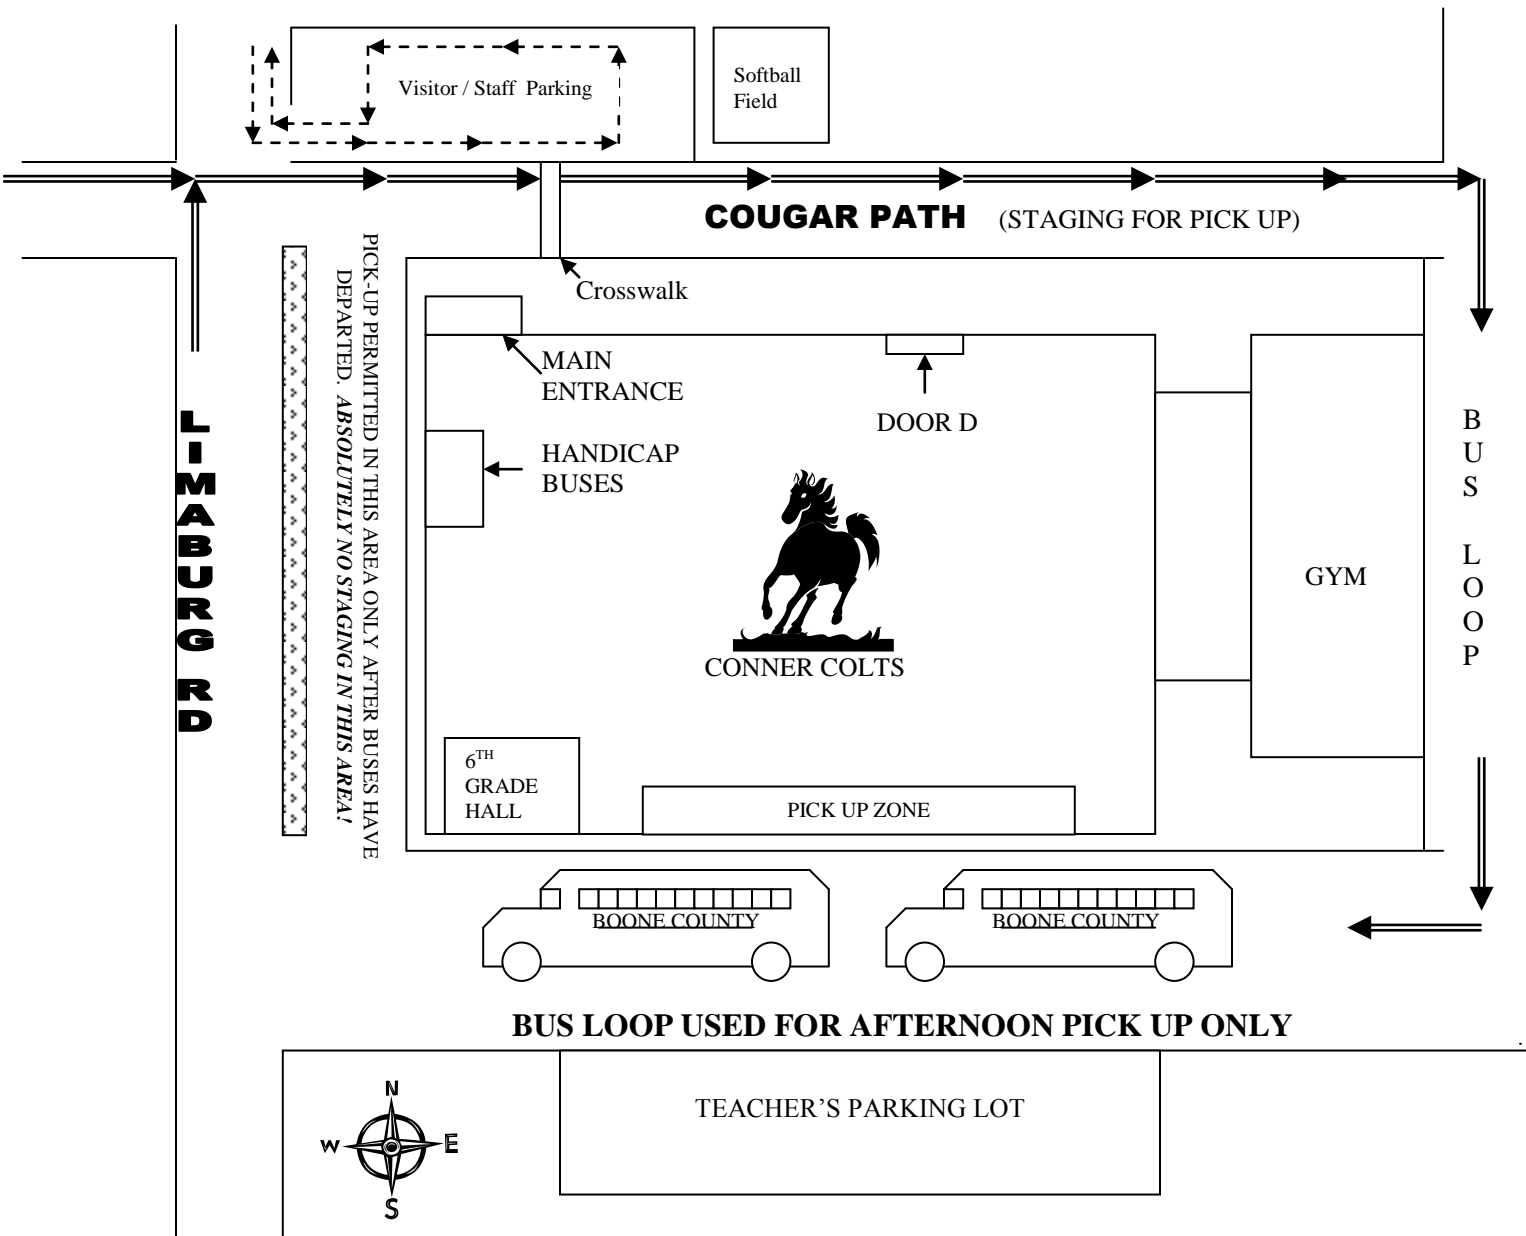 Visitor / Staff  Parking
Softball
Field
COUGAR PATH (STAGING FOR PICK UP)
Crosswalk
PICK-UP PERMITTED IN THIS AREA ONLY AFTER BUSES HAVE
DEPARTED. ABSOLUTELY NO STAGING IN THIS AREA!
MAIN
ENTRANCE
DOOR D
HANDICAP
BUSES
LIMABURG RD
BUS LOOP
GYM
CONNER COLTS
6TH
GRADE
HALL
PICK UP ZONE
BOONE COUNTY
BOONE COUNTY
BUS LOOP USED FOR AFTERNOON PICK UP ONLY
TEACHER’S PARKING LOT
N
W E
S